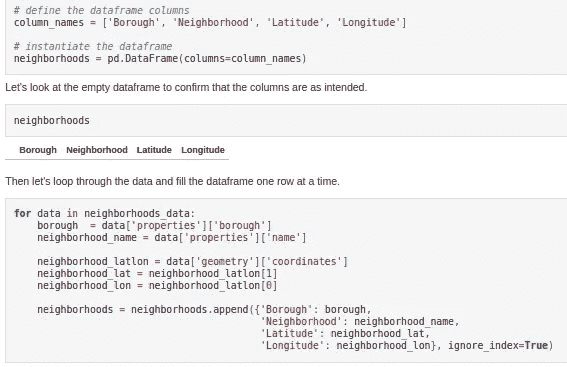 # define the dataframe columns
column_names = ['Borough', 'Neighborhood', 'Latitude', 'Longitude']
# instantiate the dataframe
neighborhoods = pd.DataFrame(columns=column_names)
Let's look at the empty dataframe to confirm that the columns are as intended.
neighborhoods
Borough Neighborhood Latitude Longitude
Then let's loop through the data and fill the dataframe one row at a time.
for data in neighborhoods_data:
    borough  = data['properties']['borough']
    neighborhood_name = data['properties']['name']
    neighborhood_latlon = data['geometry']['coordinates']
    neighborhood_lat = neighborhood_latlon[1]
    neighborhood_lon = neighborhood_latlon[0]
    neighborhoods = neighborhoods.append({'Borough': borough,
                                          'Neighborhood': neighborhood_name,
                                          'Latitude': neighborhood_lat,
                                          'Longitude': neighborhood_lon}, ignore_index=True)